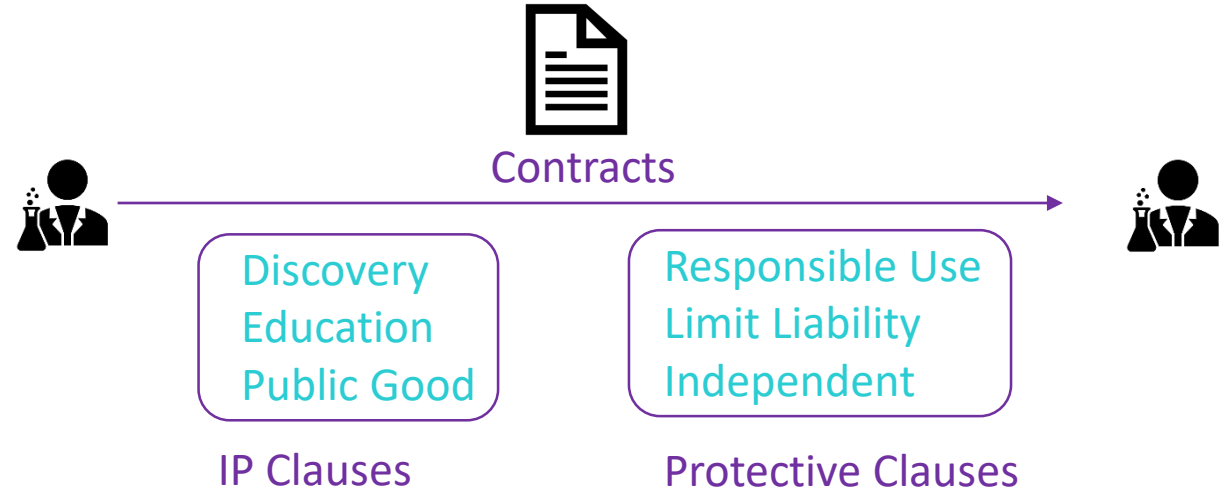 Contracts
Discovery
Education
Public Good
IP Clauses
Responsible Use
Limit Liability
Independent
Protective Clauses